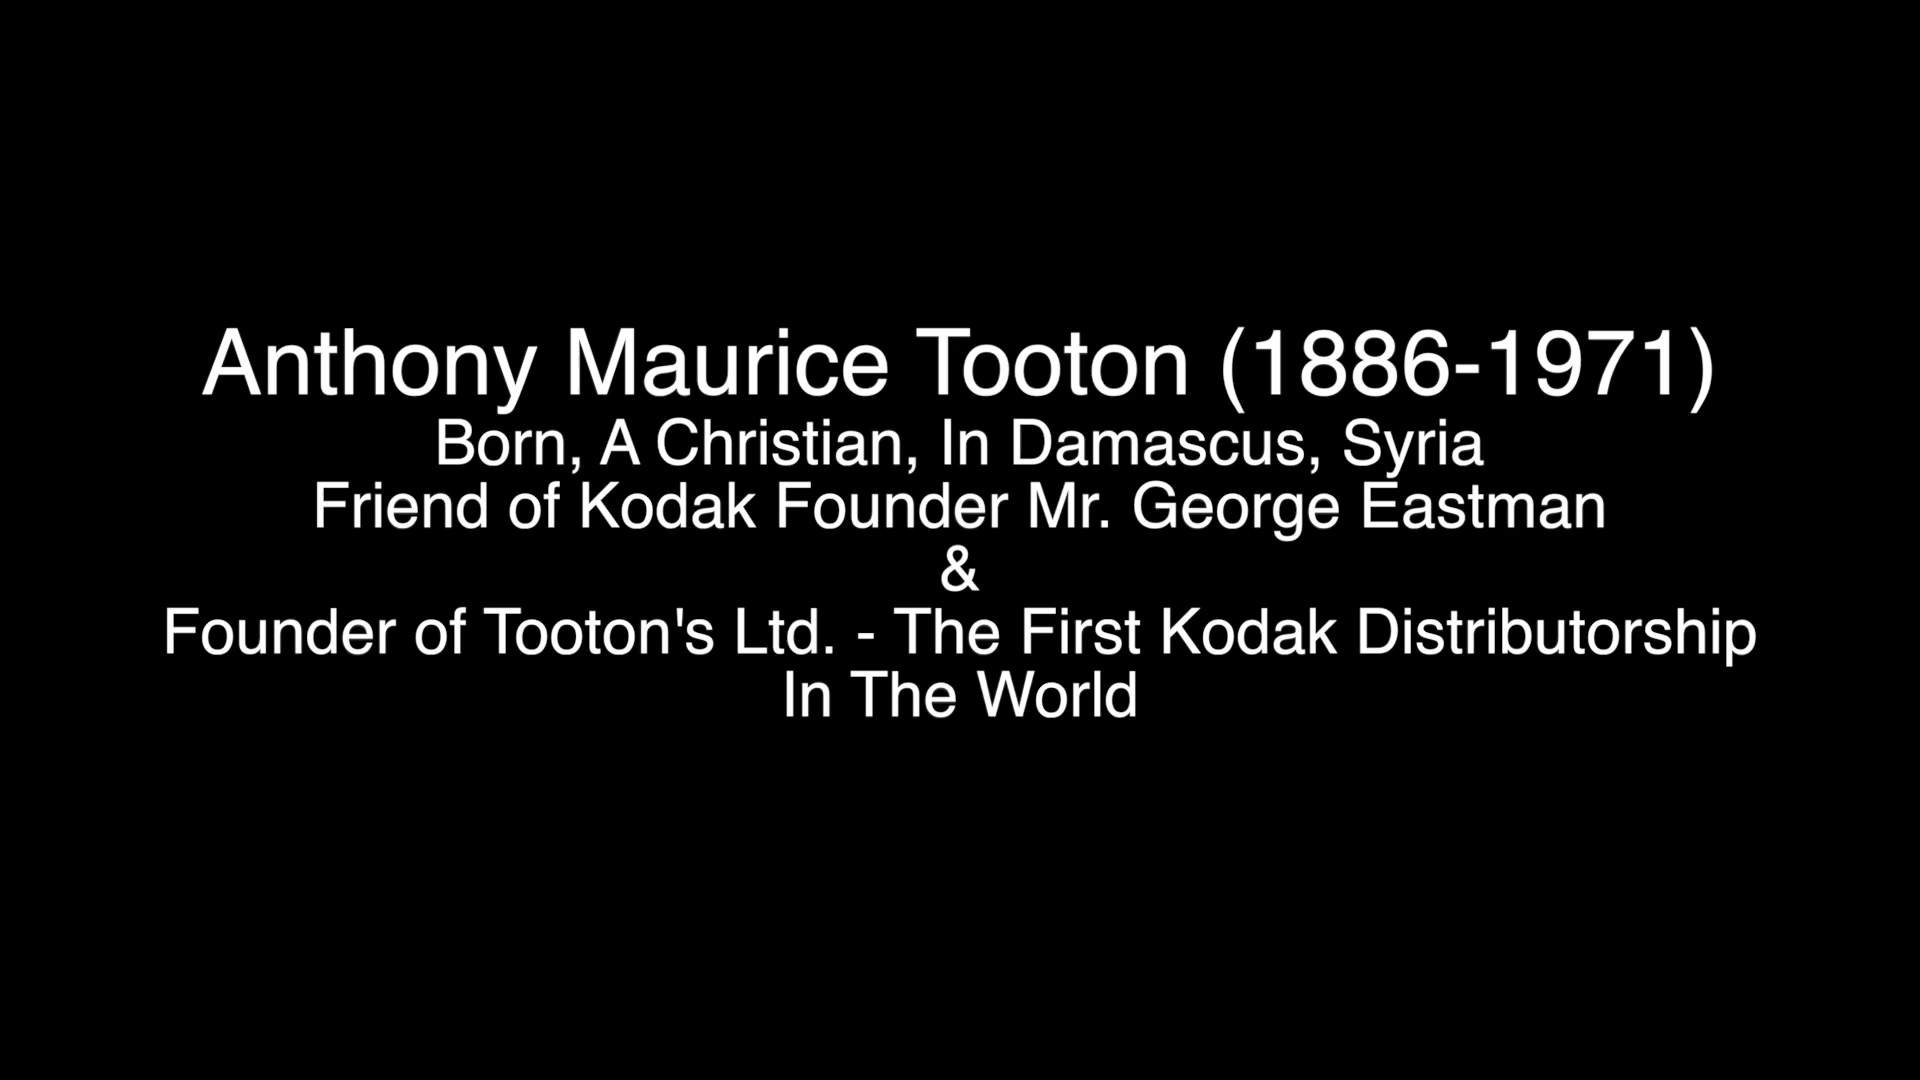 Anthony Maurice Tooton (1886-1971)
Born, A Christian, In Damascus, Syria
Friend of Kodak Founder Mr. George Eastman
&
Founder of Tooton's Ltd. - The First Kodak Distributorship
In The World